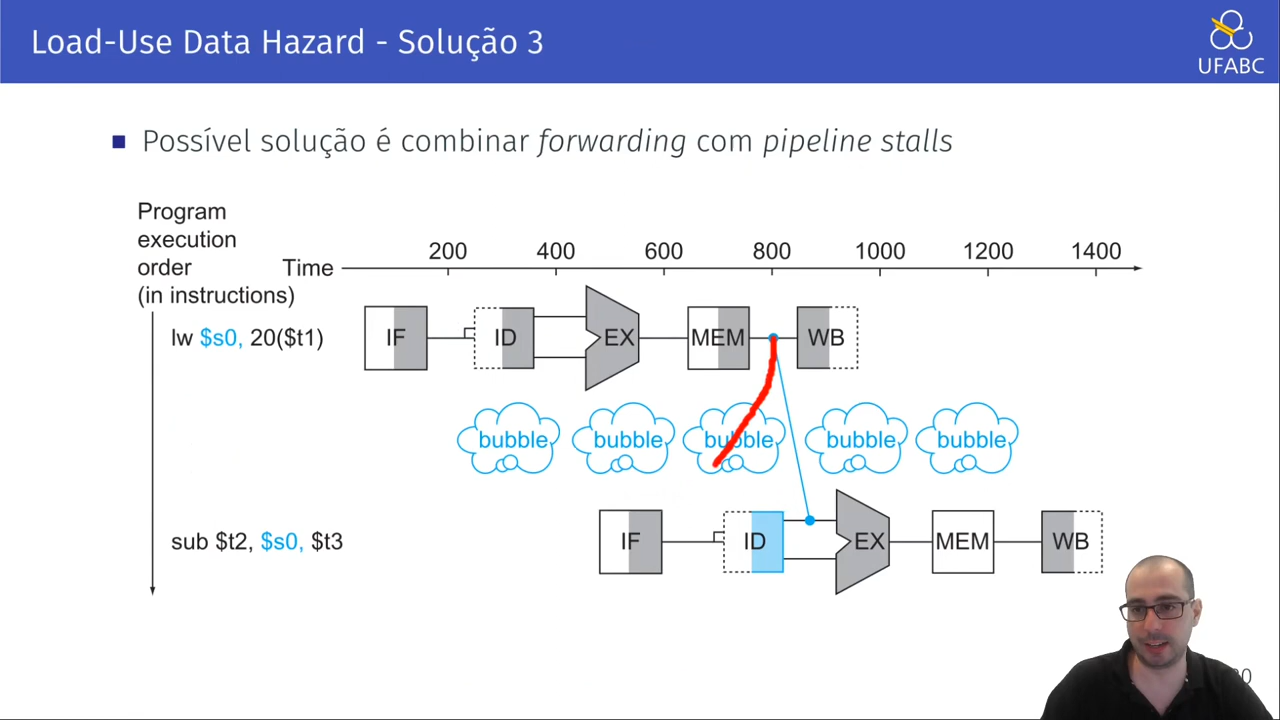 Load-Use Data Hazard - Solução 3
UFABC
Possível solução é combinar forwarding com pipeline stalls
Program
execution
order
(in instructions)
Time
200 400 600 800 1000 1200 1400
lw $s0, 20($t1)
IF ID EX MEM WB
bubble bubble bubble bubble bubble
sub $t2, $s0, $t3
IF ID EX MEM WB